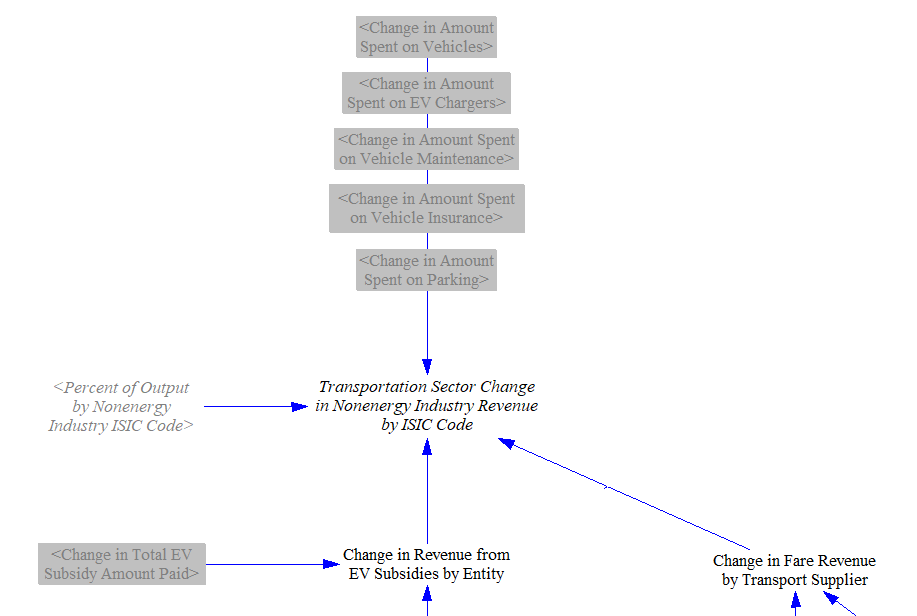 <Change in Amount
Spent on Vehicles>
<Change in Amount
Spent on EV Chargers>
<Change in Amount Spent
on Vehicle Maintenance>
<Change in Amount Spent
on Vehicle Insurance>
<Change in Amount
Spent on Parking>
<Percent of Output
by Nonenergy
Industry ISIC Code>
Transportation Sector Change
in Nonenergy Industry Revenue
by ISIC Code
<Change in Total EV
Subsidy Amount Paid>
Change in Revenue from
EV Subsidies by Entity
Change in Fare Revenue
by Transport Supplier